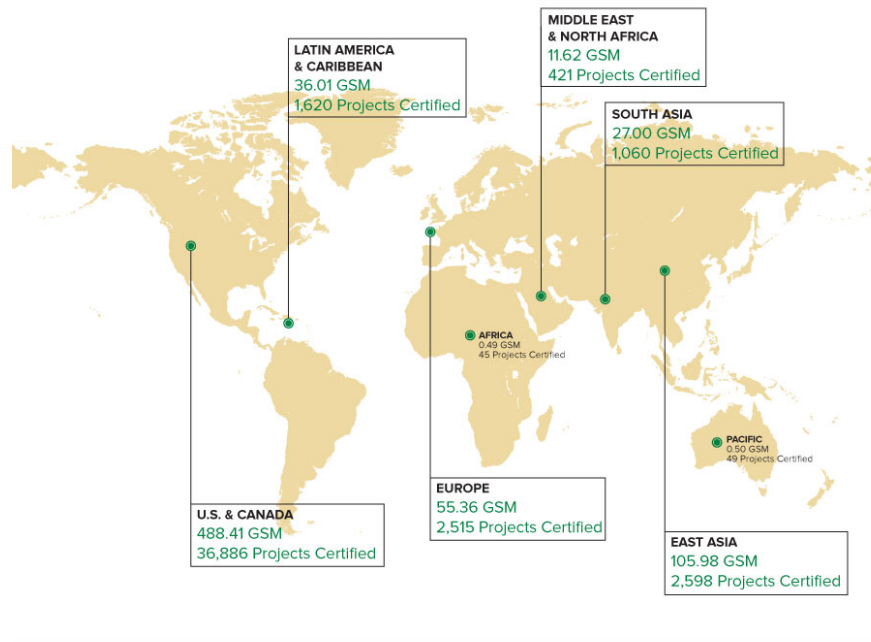 MIDDLE EAST
& NORTH AFRICA
11.62 GSM
421 Projects Certified
LATIN AMERICA
& CARIBBEAN
36.01 GSM
1,620 Projects Certified
SOUTH ASIA
27.00 GSM
1,060 Projects Certified
AFRICA
0.49 GSM
45 Projects Certified
PACIFIC
0.50 GSM
49 Projects Certified
EUROPE
55.36 GSM
2,515 Projects Certified
U.S. & CANADA
488.41 GSM
36,886 Projects Certified
EAST ASIA
105.98 GSM
2,598 Projects Certified